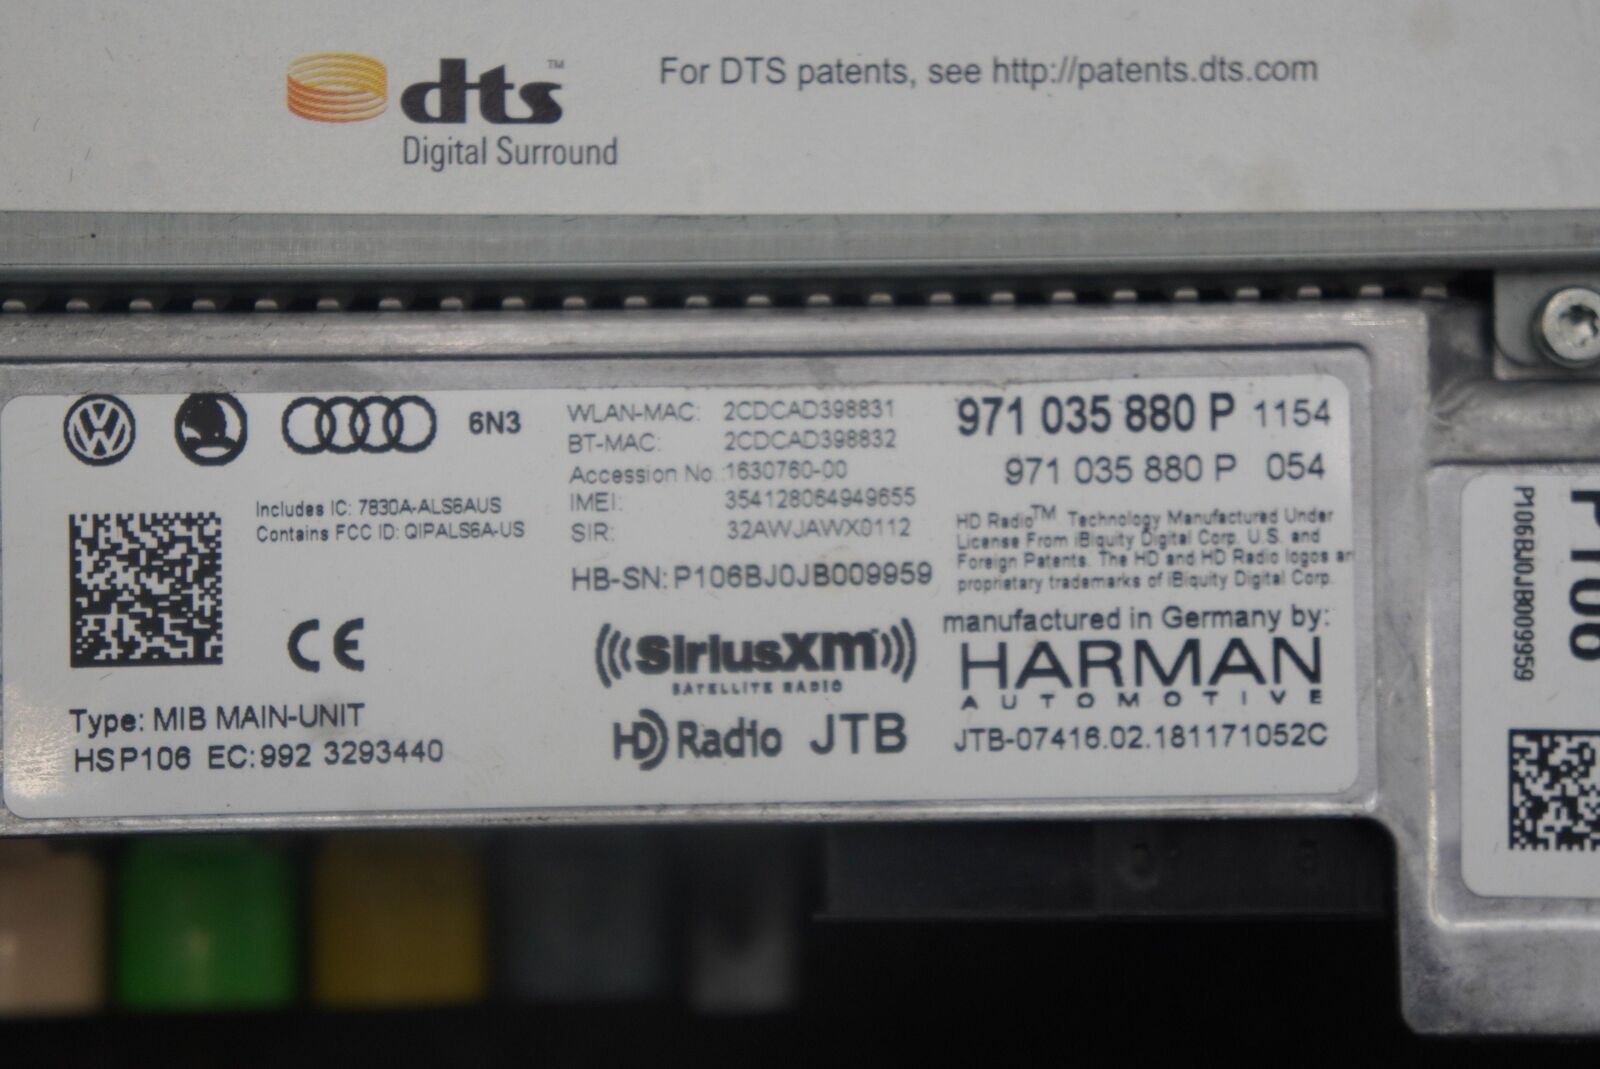 dts™
Digital Surround
For DTS patents, see http://patents.dts.com
6N3
Includes IC: 7830A-ALS6AUS
Contains FCC ID: QIPALS6A-US
CE
Type: MIB MAIN-UNIT
HSP106 EC:992 3293440
WLAN-MAC: 2CDCAD398831
BT-MAC: 2CDCAD398832
Accession No.:1630760-00
IMEI: 354128064949655
SIR: 32AWJAWX0112
HB-SN:P106BJ0JB009959
SiriusXm
SATELLITE RADIO
HD Radio JTB
971 035 880 P 1154
971 035 880 P 054
HD Radio™ Technology Manufactured Under
License From iBiquity Digital Corp. U.S. and
Foreign Patents. The HD and HD Radio logos ar
proprietary trademarks of iBiquity Digital Corp.
manufactured in Germany by:
HARMAN
AUTOMOTIVE
JTB-07416.02.181171052C
P106BJ0JB009959
P106